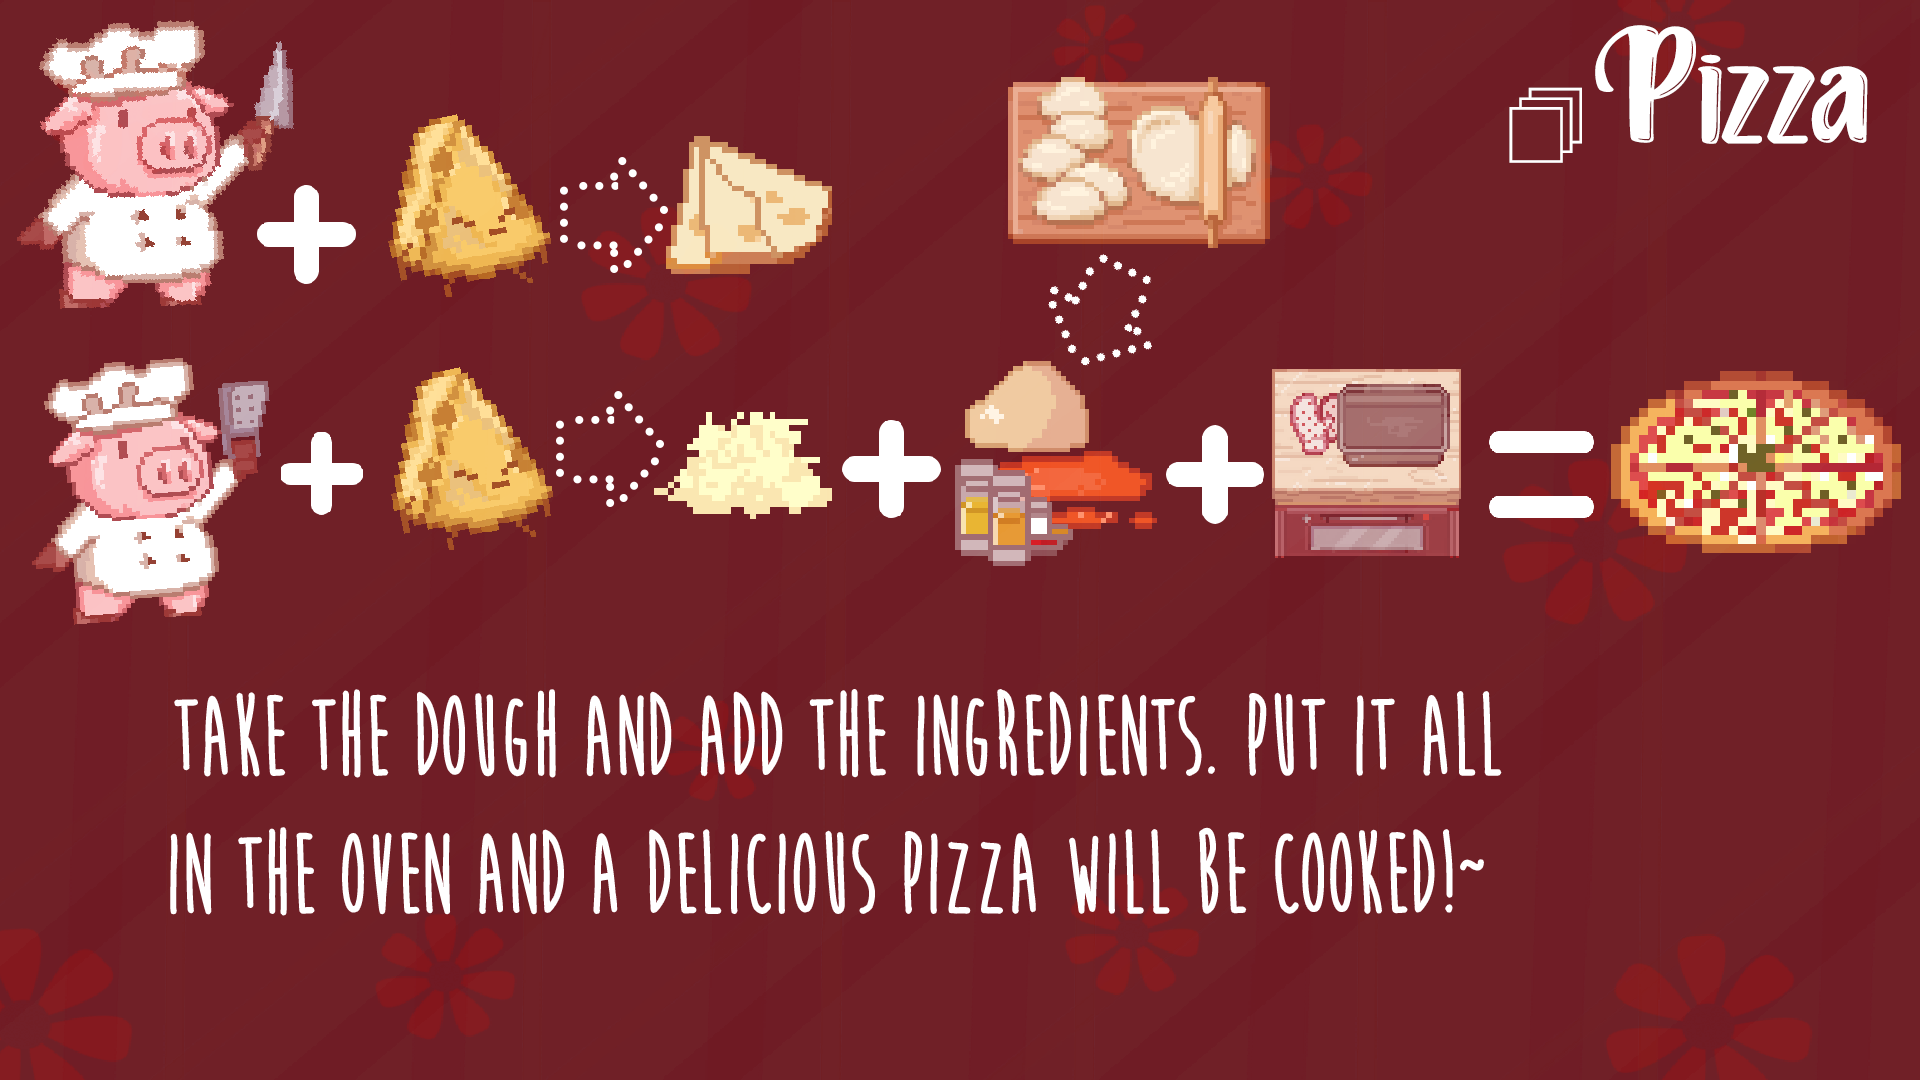 Pizza
TAKE THE DOUGH AND ADD THE INGREDIENTS. PUT IT ALL
IN THE OVEN AND A DELICIOUS PIZZA WILL BE COOKED!~